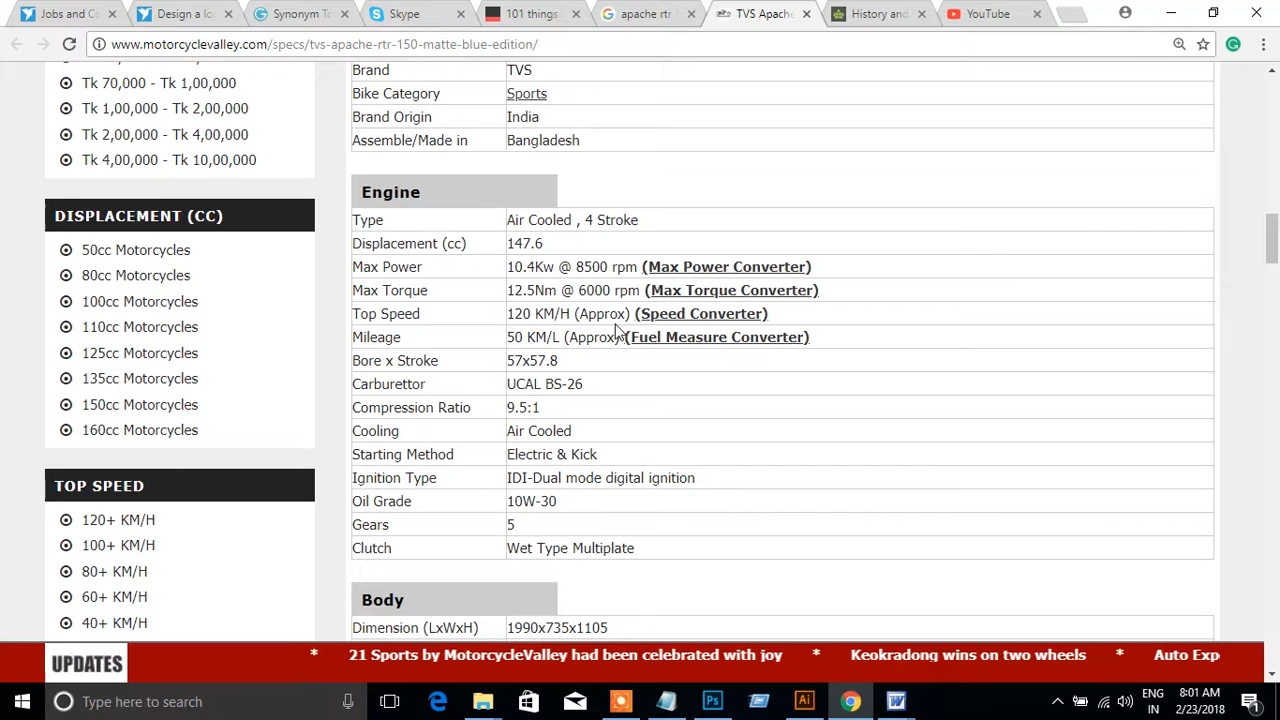 Jobs and Co
Design a log
Synonym To
Skype
101 things i
apache rtr 1
TVS Apache
History and
YouTube
www.motorcyclevalley.com/specs/tvs-apache-rtr-150-matte-blue-edition/
Tk 70,000 - Tk 1,00,000
Tk 1,00,000 - Tk 2,00,000
Tk 2,00,000 - Tk 4,00,000
Tk 4,00,000 - Tk 10,00,000
DISPLACEMENT (CC)
50cc Motorcycles
80cc Motorcycles
100cc Motorcycles
110cc Motorcycles
125cc Motorcycles
135cc Motorcycles
150cc Motorcycles
160cc Motorcycles
TOP SPEED
120+ KM/H
100+ KM/H
80+ KM/H
60+ KM/H
40+ KM/H
Brand TVS
Bike Category Sports
Brand Origin India
Assemble/Made in Bangladesh
Engine
Type Air Cooled , 4 Stroke
Displacement (cc) 147.6
Max Power 10.4Kw @ 8500 rpm (Max Power Converter)
Max Torque 12.5Nm @ 6000 rpm (Max Torque Converter)
Top Speed 120 KM/H (Approx) (Speed Converter)
Mileage 50 KM/L (Approx) (Fuel Measure Converter)
Bore x Stroke 57x57.8
Carburettor UCAL BS-26
Compression Ratio 9.5:1
Cooling Air Cooled
Starting Method Electric & Kick
Ignition Type IDI-Dual mode digital ignition
Oil Grade 10W-30
Gears 5
Clutch Wet Type Multiplate
Body
Dimension (LxWxH) 1990x735x1105
UPDATES * 21 Sports by MotorcycleValley had been celebrated with joy * Keokradong wins on two wheels * Auto Exp
Type here to search
ENG
IN
8:01 AM
2/23/2018